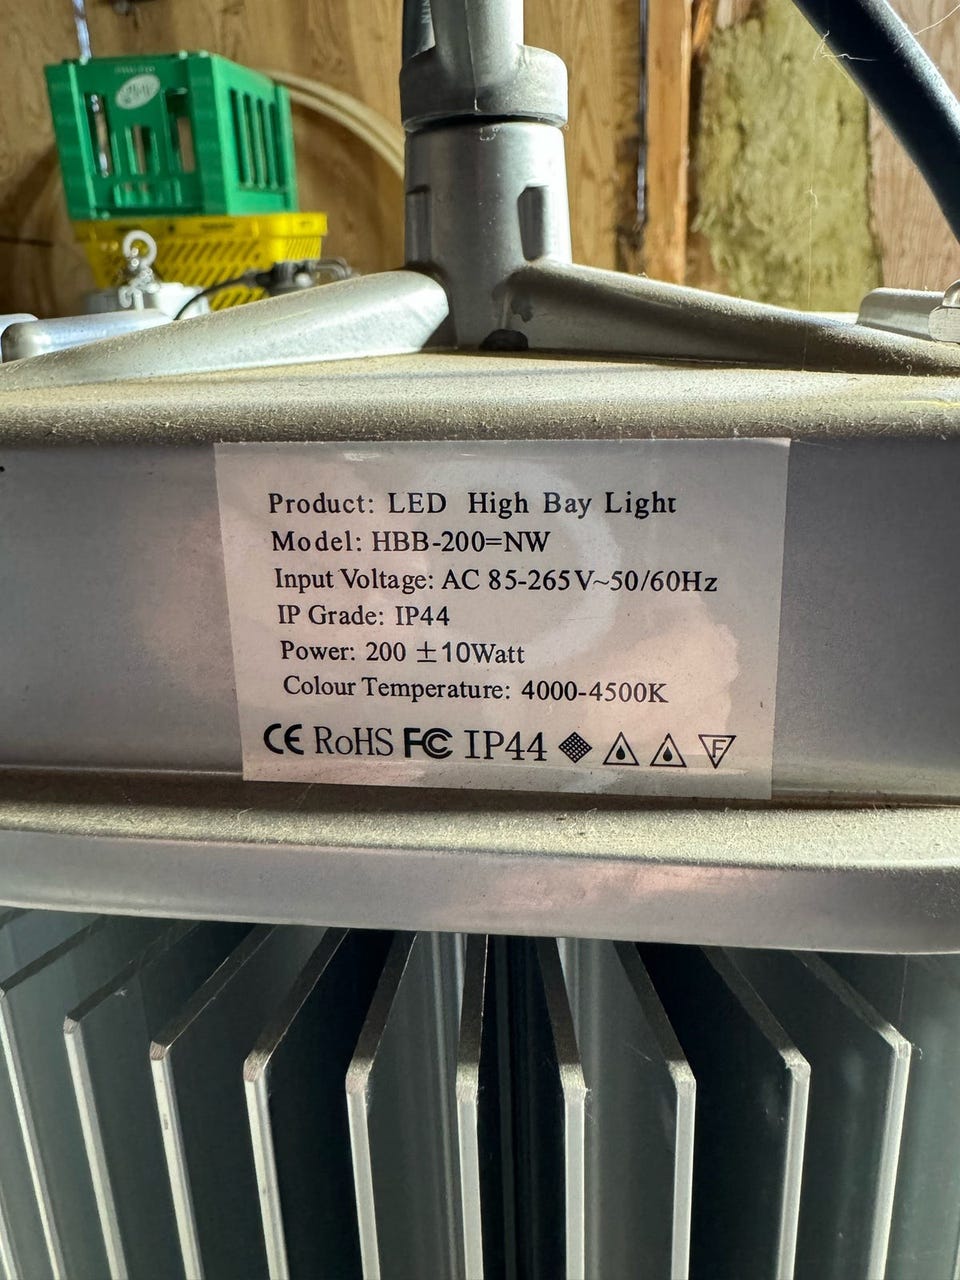 Product: LED High Bay Light
Model: HBB-200=NW
Input Voltage: AC 85-265V~50/60Hz
IP Grade: IP44
Power: 200 ±10Watt
Colour Temperature: 4000-4500K
CE RoHS FC IP44 F